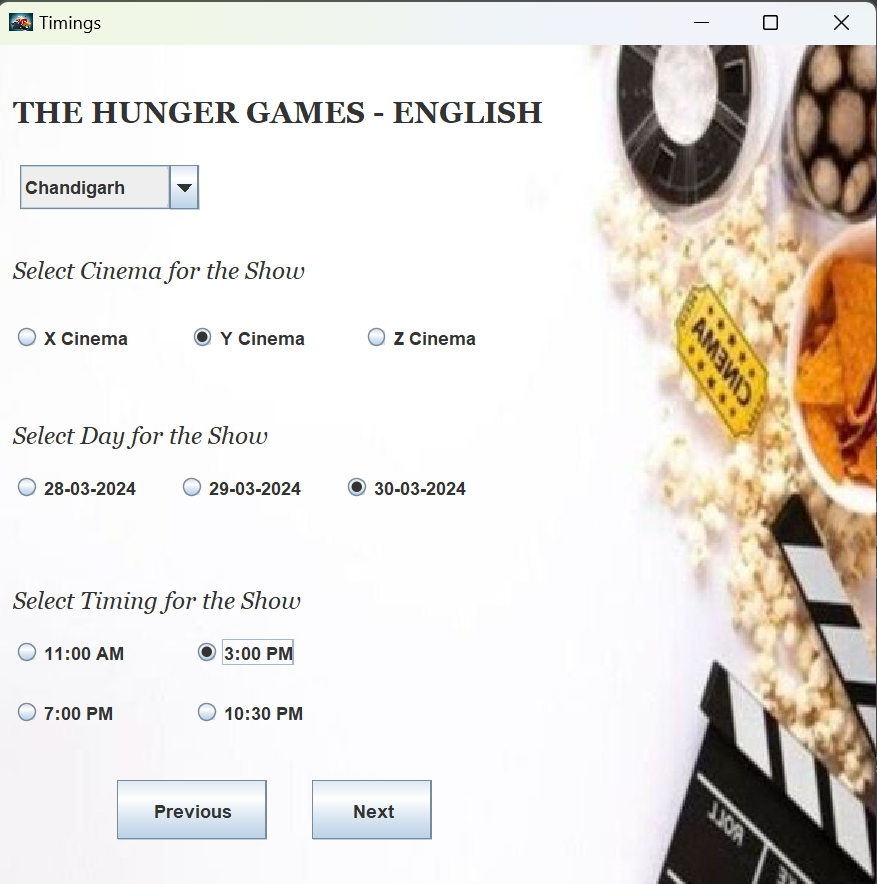 Timings
THE HUNGER GAMES - ENGLISH
Chandigarh
Select Cinema for the Show
X Cinema Y Cinema Z Cinema
CINEMA
Select Day for the Show
28-03-2024 29-03-2024 30-03-2024
Select Timing for the Show
11:00 AM 3:00 PM
7:00 PM 10:30 PM
Previous Next
ROLL